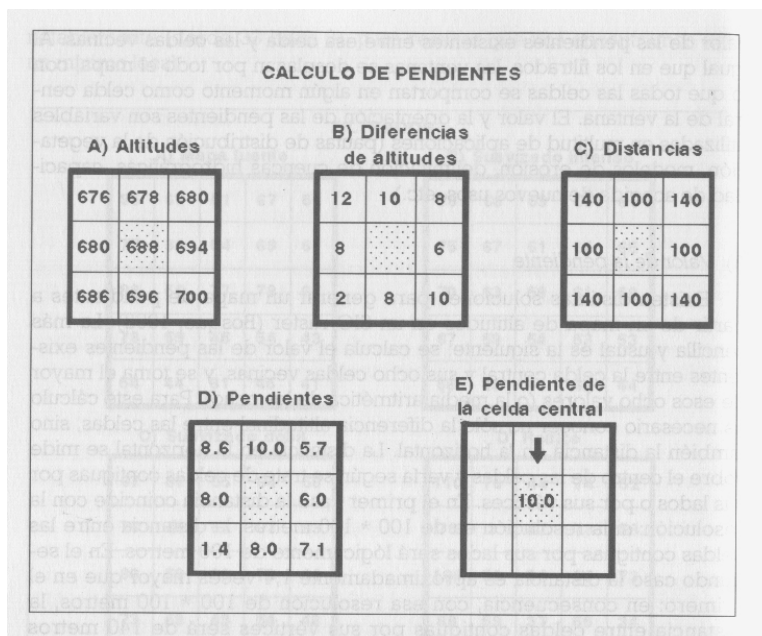 CALCULO DE PENDIENTES
A) Altitudes
B) Diferencias
de altitudes
C) Distancias
676 678 680
680 688 694
686 696 700
12 10 8
8 6
2 8 10
140 100 140
100 100
140 100 140
D) Pendientes
E) Pendiente de
la celda central
8.6 10.0 5.7
8.0 6.0
1.4 8.0 7.1
10.0